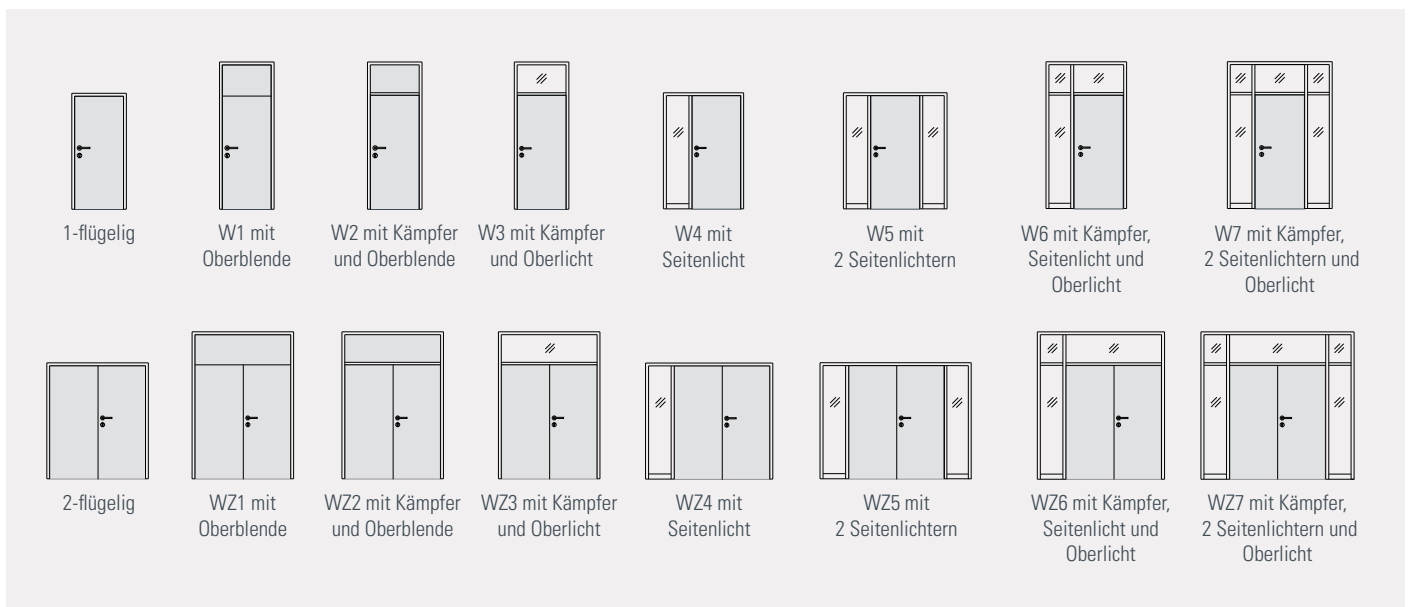 1-flügelig
W1 mit
Oberblende
W2 mit Kämpfer
und Oberblende
W3 mit Kämpfer
und Oberlicht
W4 mit
Seitenlicht
W5 mit
2 Seitenlichtern
W6 mit Kämpfer,
Seitenlicht und
Oberlicht
W7 mit Kämpfer,
2 Seitenlichtern und
Oberlicht
2-flügelig
WZ1 mit
Oberblende
WZ2 mit Kämpfer
und Oberblende
WZ3 mit Kämpfer
und Oberlicht
WZ4 mit
Seitenlicht
WZ5 mit
2 Seitenlichtern
WZ6 mit Kämpfer,
Seitenlicht und
Oberlicht
WZ7 mit Kämpfer,
2 Seitenlichtern und
Oberlicht